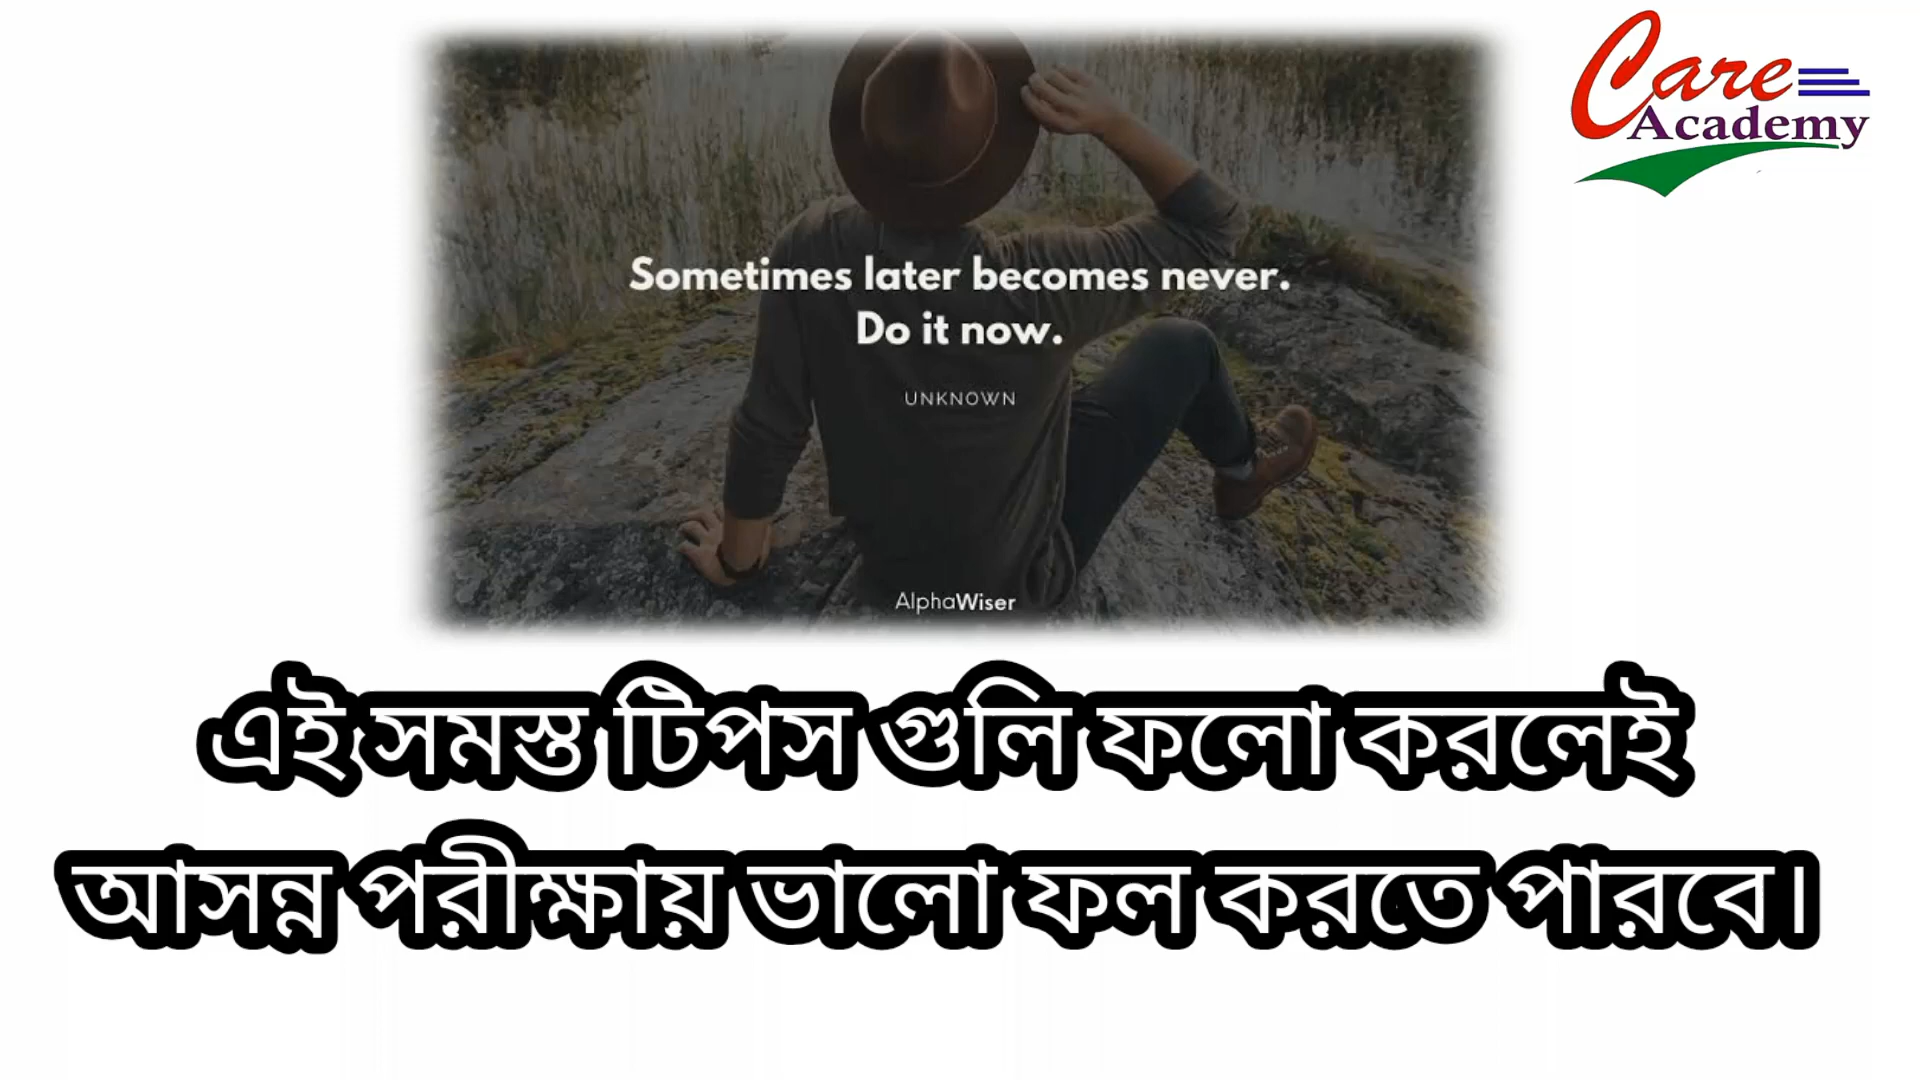 Care
Academy
Sometimes later becomes never.
Do it now.
UNKNOWN
AlphaWiser
এই সমস্ত টিপস গুলি ফলো করলেই
আসন্ন পরীক্ষায় ভালো ফল করতে পারবে।